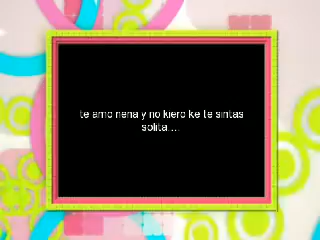 te amo nena y no kiero ke te sintas
solita....